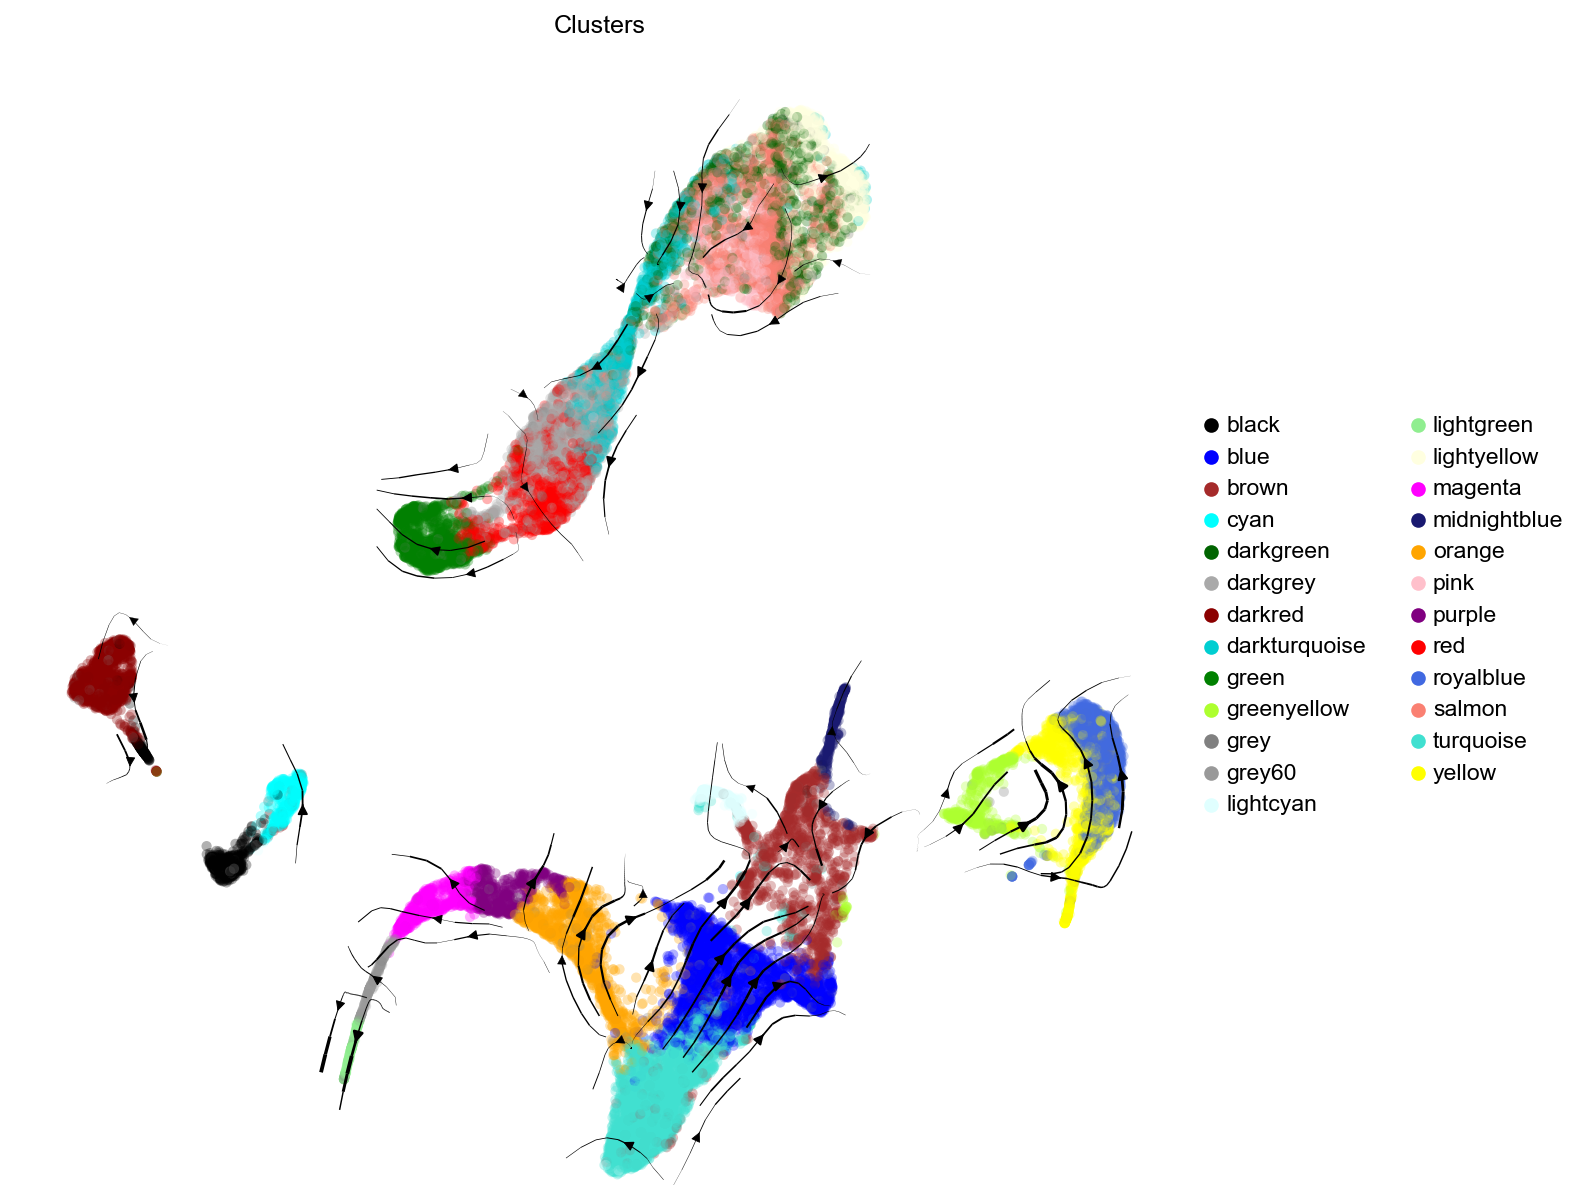 Clusters
black
blue
brown
cyan
darkgreen
darkgrey
darkred
darkturquoise
green
greenyellow
grey
grey60
lightcyan
lightgreen
lightyellow
magenta
midnightblue
orange
pink
purple
red
royalblue
salmon
turquoise
yellow